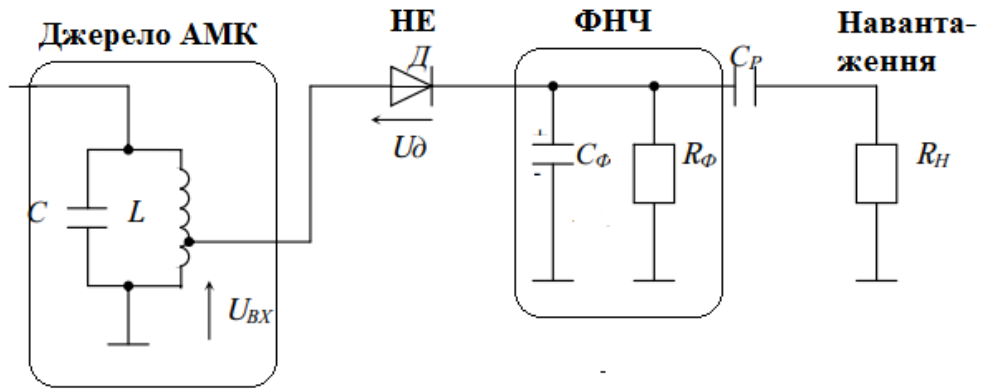 Джерело АМК
НЕ
ФНЧ
Наванта-
ження
Д
Uд
+
-
CФ
RФ
CР
RН
C
L
UВХ
-